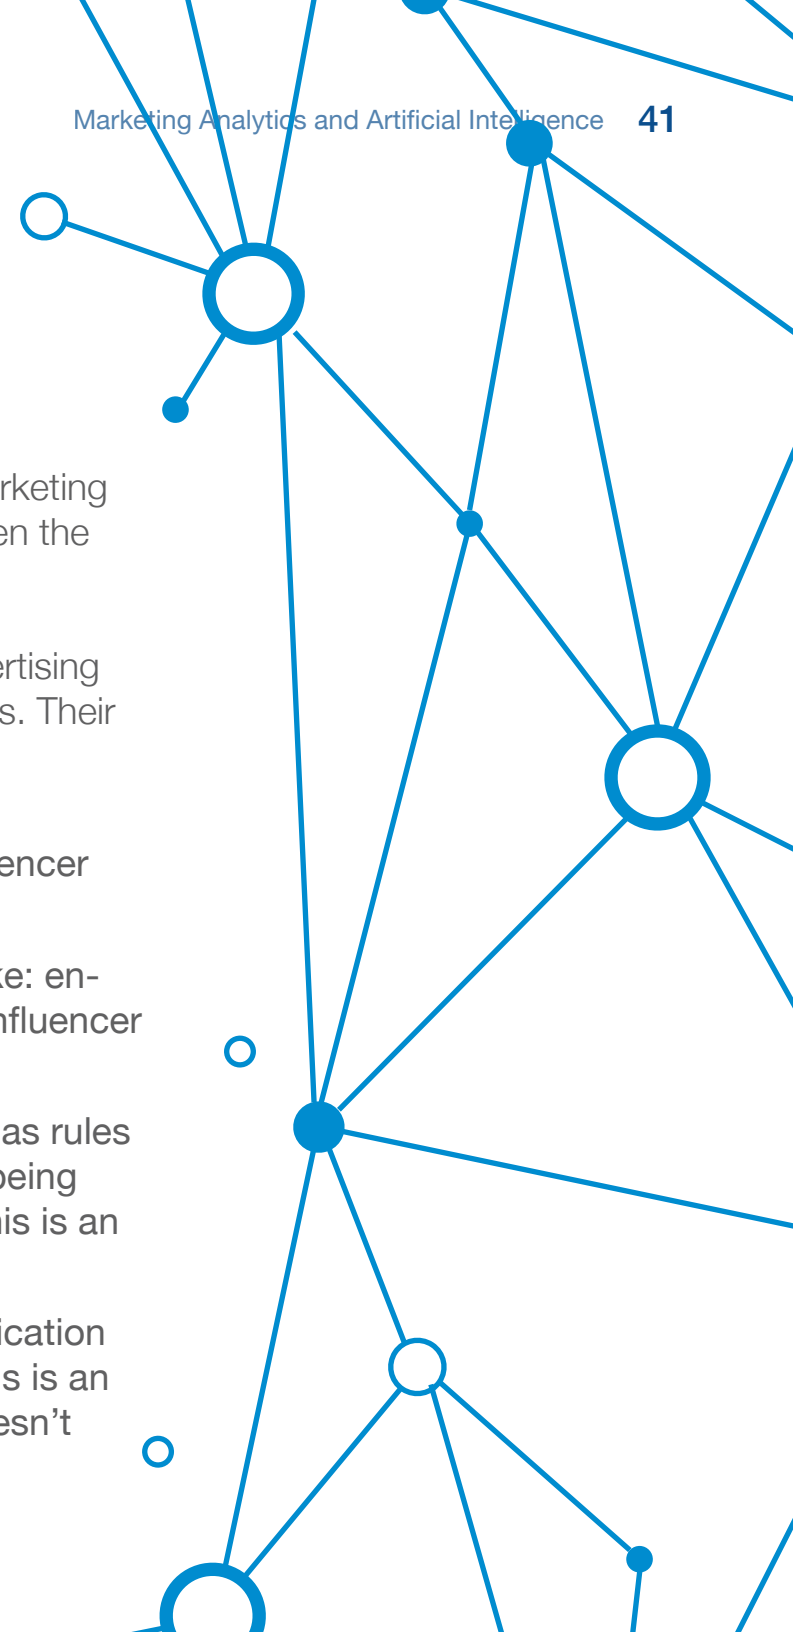 Marketing Analytics and Artificial Intelligence 41
rketing
en the
ertising
s. Their
encer
ke: en-
nfluencer
as rules
being
his is an
ication
s is an
esn't